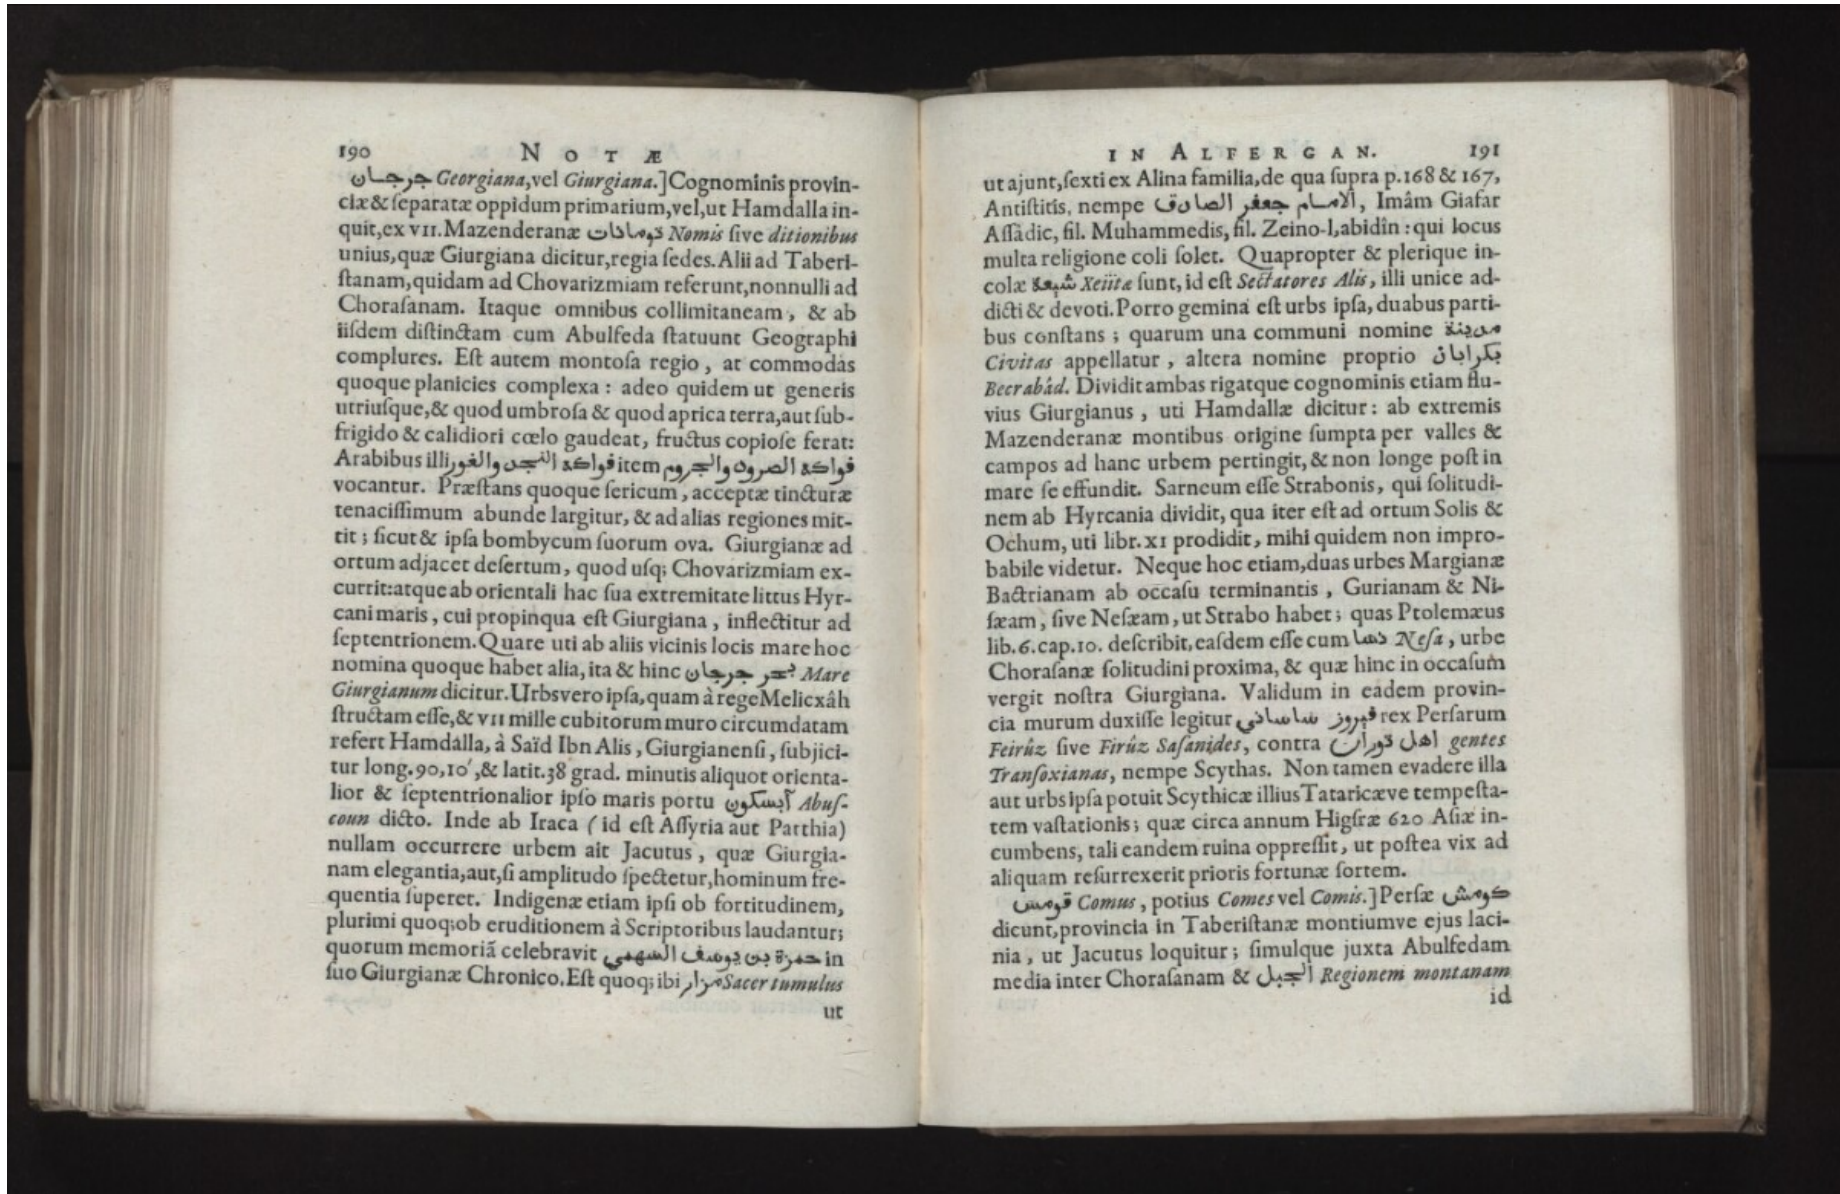 190 NOTÆ
جرجان Georgiana, vel Giurgiana.] Cognominis provin-
ciæ & ſeparatæ oppidum primarium, vel, ut Hamdalla in-
quit, ex VII. Mazenderanæ تومانات Nomis ſive ditionibus
unius, quæ Giurgiana dicitur, regia ſedes. Alii ad Taberi-
ſtanam, quidam ad Chovarizmiam referunt, nonnulli ad
Choraſanam. Itaque omnibus collimitaneam, & ab
iiſdem diſtinctam cum Abulfeda ſtatuunt Geographi
complures. Eſt autem montoſa regio, at commodas
quoque planicies complexa: adeo quidem ut generis
utriuſque, & quod umbroſa & quod aprica terra, aut ſub-
frigido & calidiori cœlo gaudeat, fructus copioſe ferat:
Arabibus illi فواكه النجد والغور item فواكه الصرود والجروم
vocantur. Præſtans quoque ſericum, acceptæ tincturæ
tenaciſſimum abunde largitur, & ad alias regiones mit-
tit; ſicut & ipſa bombycum ſuorum ova. Giurgianæ ad
ortum adjacet deſertum, quod uſq; Chovarizmiam ex-
currit: atque ab orientali hac ſua extremitate littus Hyr-
cani maris, cui propinqua eſt Giurgiana, inflectitur ad
ſeptentrionem. Quare uti ab aliis vicinis locis mare hoc
nomina quoque habet alia, ita & hinc بحر جرجان Mare
Giurgianum dicitur. Urbs vero ipſa, quam à rege Melicxâh
ſtructam eſſe, & VII mille cubitorum muro circumdatam
refert Hamdalla, à Saïd Ibn Alis, Giurgianenſi, ſubjici-
tur long. 90, 10′, & latit. 38 grad. minutis aliquot orienta-
lior & ſeptentrionalior ipſo maris portu آبسكون Abuſ-
coun dicto. Inde ab Iraca (id eſt Aſſyria aut Parthia)
nullam occurrere urbem ait Jacutus, quæ Giurgia-
nam elegantia, aut, ſi amplitudo ſpectetur, hominum fre-
quentia ſuperet. Indigenæ etiam ipſi ob fortitudinem,
plurimi quoq; ob eruditionem à Scriptoribus laudantur;
quorum memoriã celebravit حمزة بن يوسف السهمي in
ſuo Giurgianæ Chronico. Eſt quoq; ibi مزار Sacer tumulus
ut
IN ALFERGAN. 191
ut ajunt, ſexti ex Alina familia, de qua ſupra p. 168 & 167,
Antiſtitis, nempe الامام جعفر الصادق, Imâm Giafar
Aſſâdic, fil. Muhammedis, fil. Zeino-l, abidîn: qui locus
multa religione coli ſolet. Quapropter & plerique in-
colæ شيعة Xeiitæ ſunt, id eſt Sectatores Alis, illi unice ad-
dicti & devoti. Porro gemina eſt urbs ipſa, duabus parti-
bus conſtans; quarum una communi nomine مدينة
Civitas appellatur, altera nomine proprio بكراباذ
Becrabâd. Dividit ambas rigatque cognominis etiam flu-
vius Giurgianus, uti Hamdallæ dicitur: ab extremis
Mazenderanæ montibus origine ſumpta per valles &
campos ad hanc urbem pertingit, & non longe poſt in
mare ſe effundit. Sarneum eſſe Strabonis, qui ſolitudi-
nem ab Hyrcania dividit, qua iter eſt ad ortum Solis &
Ochum, uti libr. XI prodidit, mihi quidem non impro-
babile videtur. Neque hoc etiam, duas urbes Margianæ
Bactrianam ab occaſu terminantis, Gurianam & Ni-
ſæam, ſive Neſæam, ut Strabo habet; quas Ptolemæus
lib. 6. cap. 10. deſcribit, eaſdem eſſe cum نسا Neſa, urbe
Choraſanæ ſolitudini proxima, & quæ hinc in occaſum
vergit noſtra Giurgiana. Validum in eadem provin-
cia murum duxiſſe legitur فيروز ساساني rex Perſarum
Feirûz ſive Firûz Saſanides, contra اهل توران gentes
Tranſoxianas, nempe Scythas. Non tamen evadere illa
aut urbs ipſa potuit Scythicæ illius Tataricæve tempeſta-
tem vaſtationis; quæ circa annum Higſræ 620 Aſiæ in-
cumbens, tali eandem ruina oppreſſit, ut poſtea vix ad
aliquam reſurrexerit prioris fortunæ ſortem.
قومس Comus, potius Comes vel Comis.] Perſæ كومش
dicunt, provincia in Taberiſtanæ montiumve ejus laci-
nia, ut Jacutus loquitur; ſimulque juxta Abulfedam
media inter Choraſanam & الجبل Regionem montanam
id